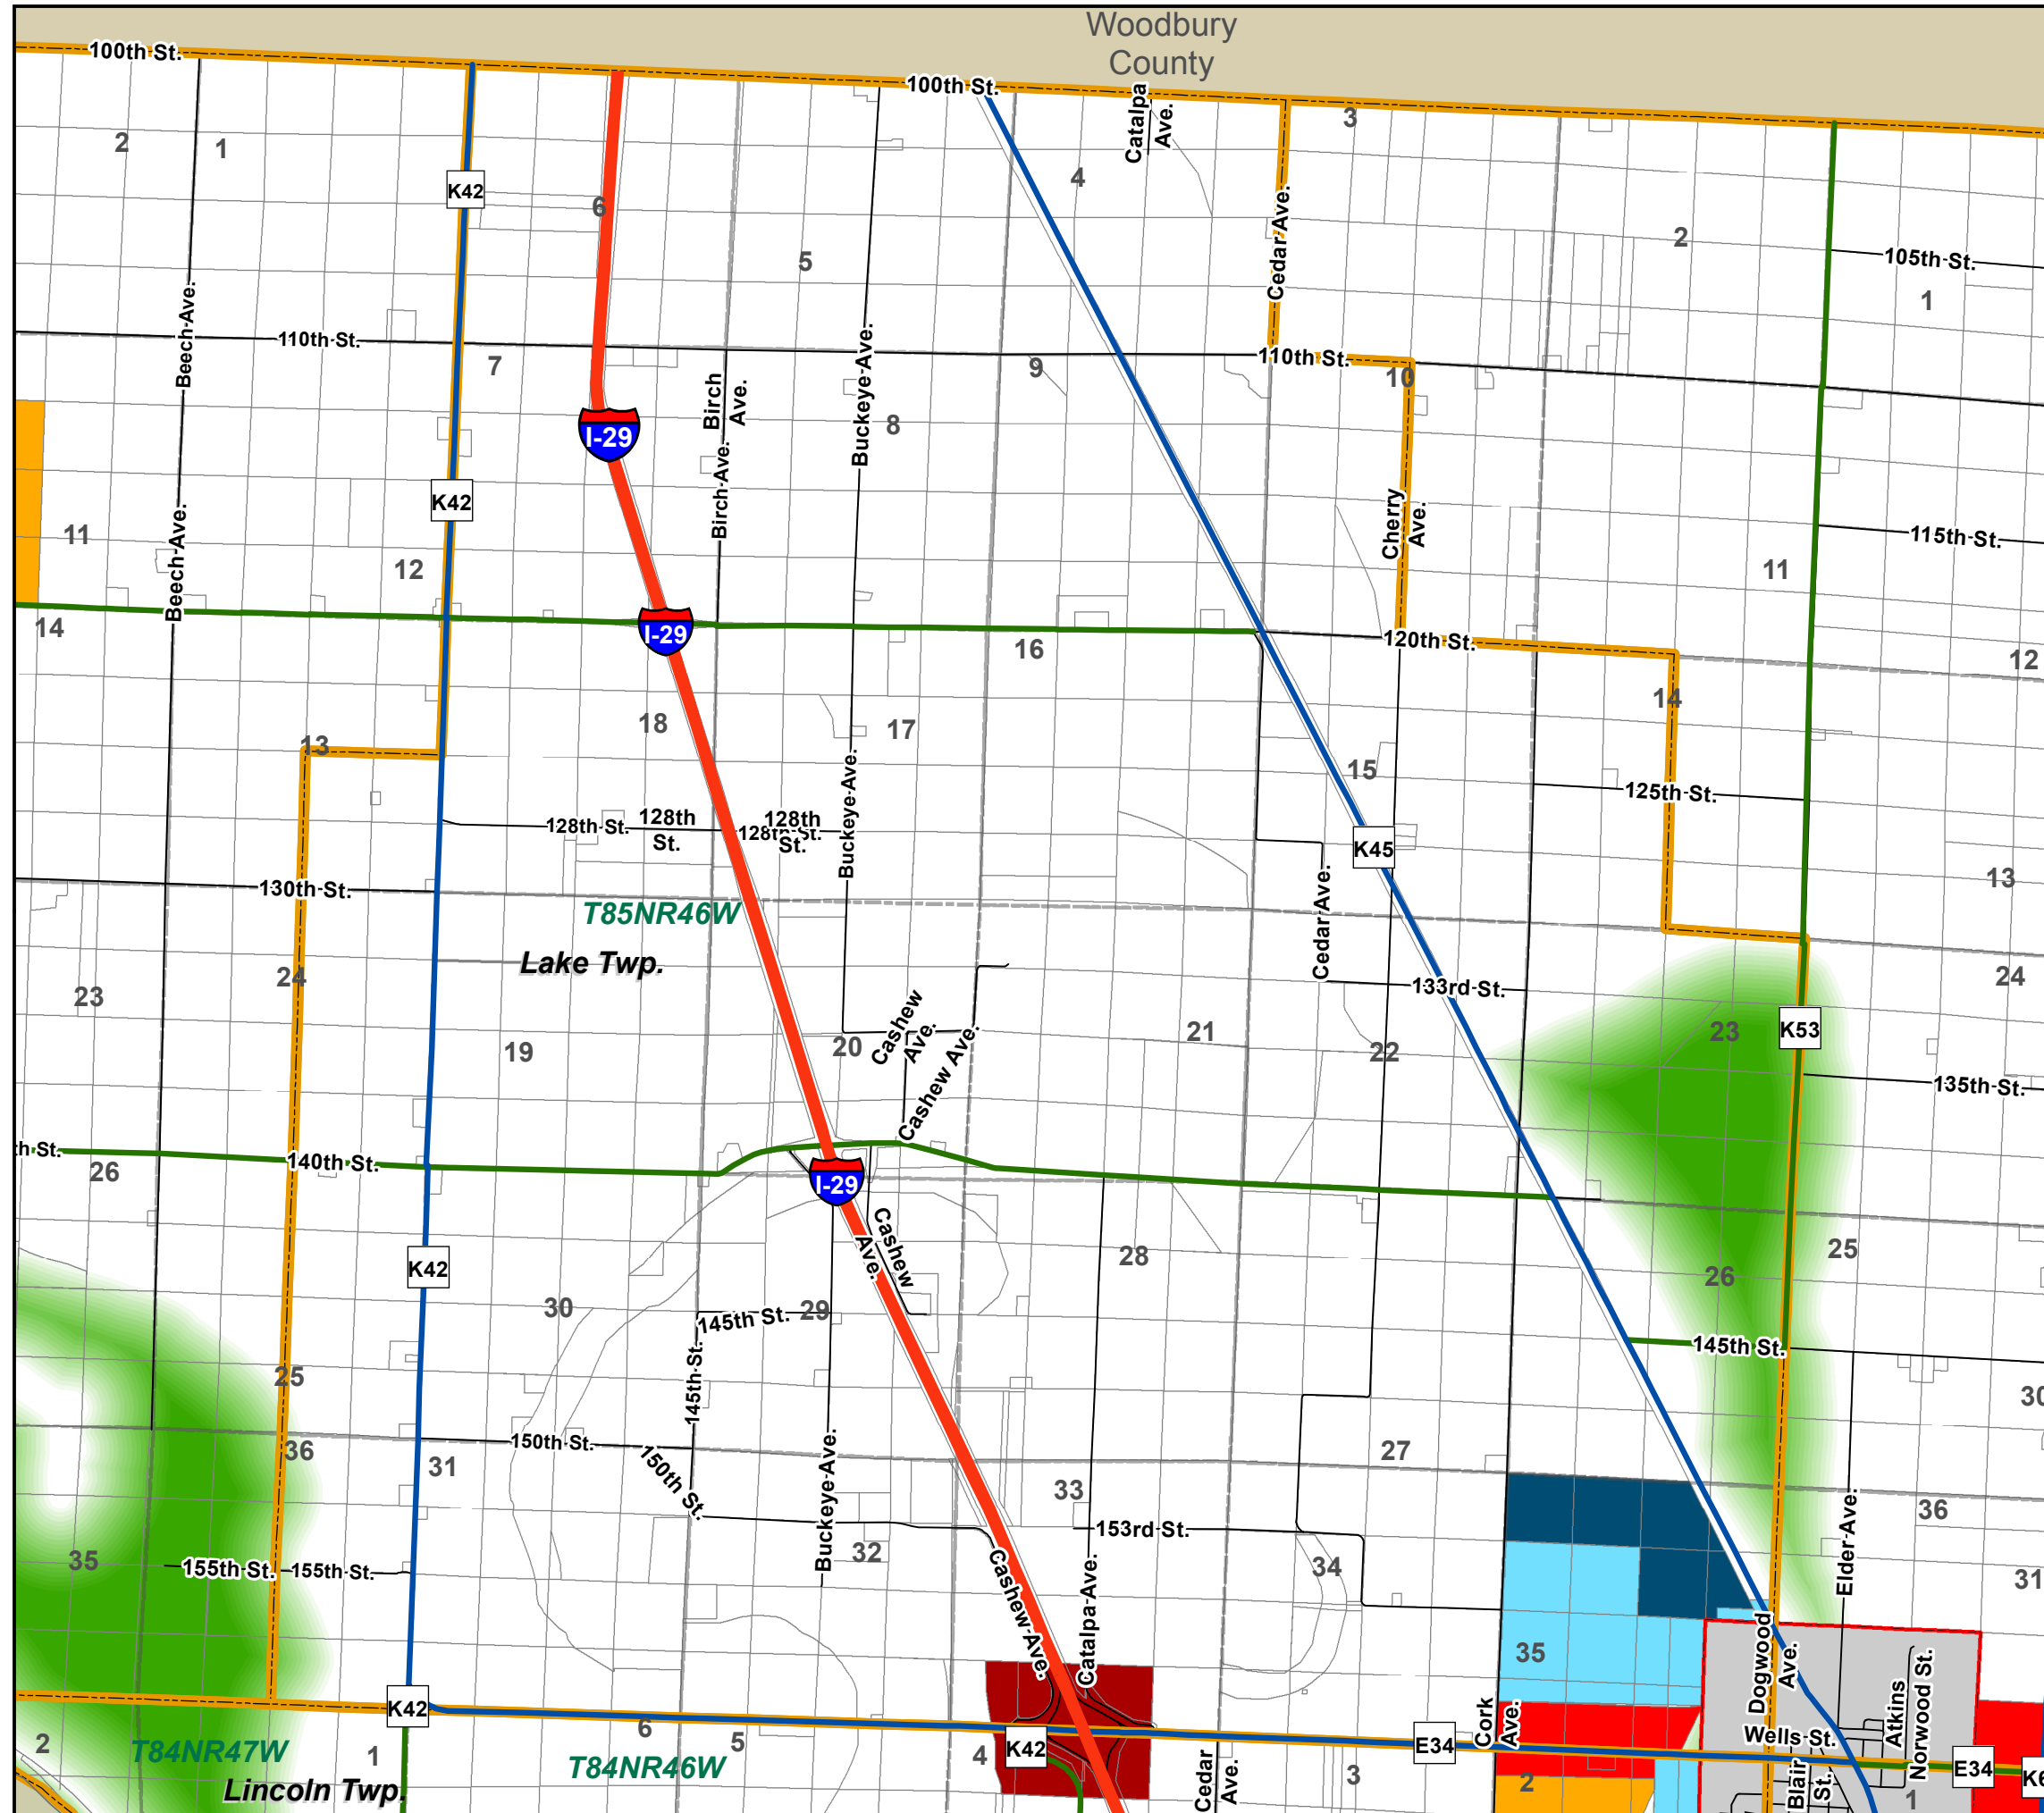 Woodbury
County
100th St.
100th St.
Catalpa
Ave.
3
2
1
K42
6
4
Cedar Ave.
2
105th St.
5
1
Beech Ave.
110th St.
7
Birch
Ave.
Buckeye Ave.
9
110th St.
10
I-29
8
K42
Birch Ave.
Cherry
Ave.
11
Beech Ave.
12
115th St.
11
14
I-29
16
120th St.
12
18
17
14
13
15
125th St.
128th St.
128th
St.
128th
128th St.
St.
Buckeye Ave.
K45
130th St.
13
T85NR46W
Lake Twp.
Cedar Ave.
24
23
133rd St.
24
19
20
Cashew
Ave.
Cashew Ave.
21
22
23
K53
135th St.
th St.
26
140th St.
I-29
K42
Cashew
Ave.
28
25
26
30
145th St.
29
145th St.
25
145th St.
30
36
31
150th St.
150th St.
Buckeye Ave.
33
27
36
Elder Ave.
35
155th St.
155th St.
32
153rd St.
34
31
Cashew Ave.
Catalpa Ave.
35
Dogwood
Ave.
Atkins
Norwood St.
K42
6
5
4
K42
E34
Cork
Ave.
Wells St.
E34
K6
2
T84NR47W
1
T84NR46W
Lincoln Twp.
Cedar
Ave.
3
2
Blair
St.
1